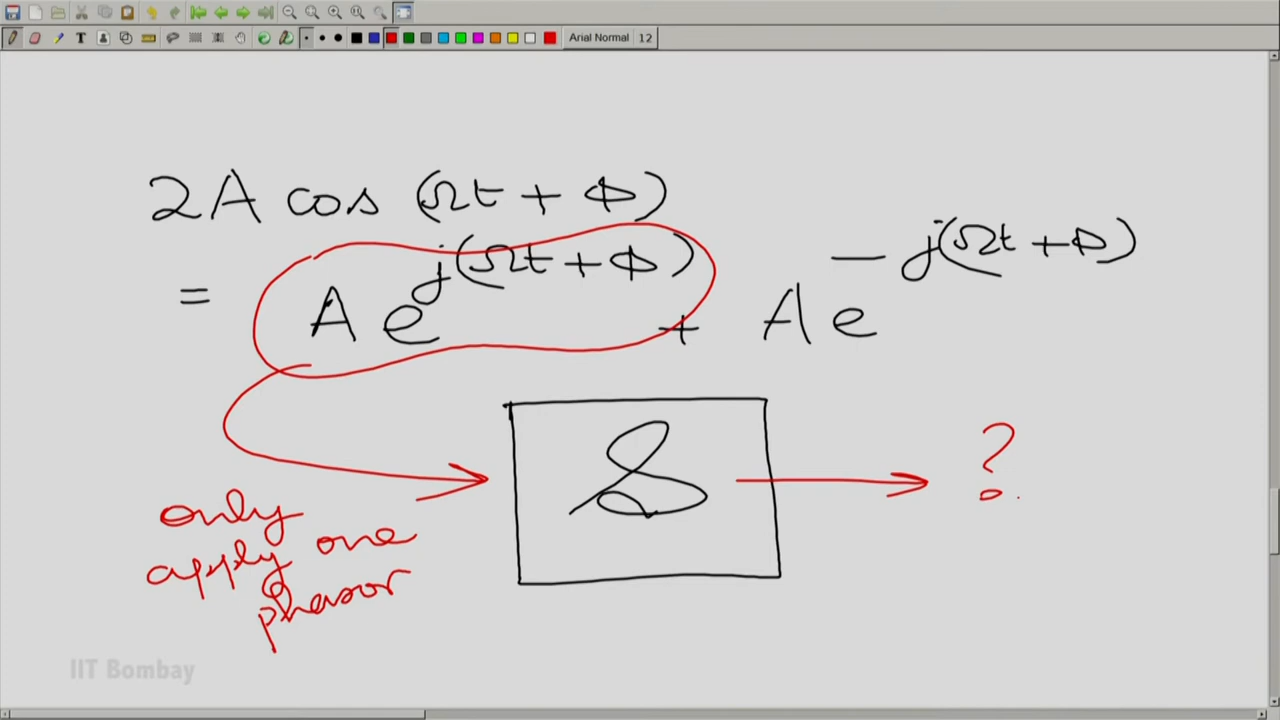 Arial Normal 12
2A cos (Ωt + Φ)
= A e^{j(Ωt + Φ)} + A e^{-j(Ωt + Φ)}
S
?
only
apply one
phasor
IIT Bombay